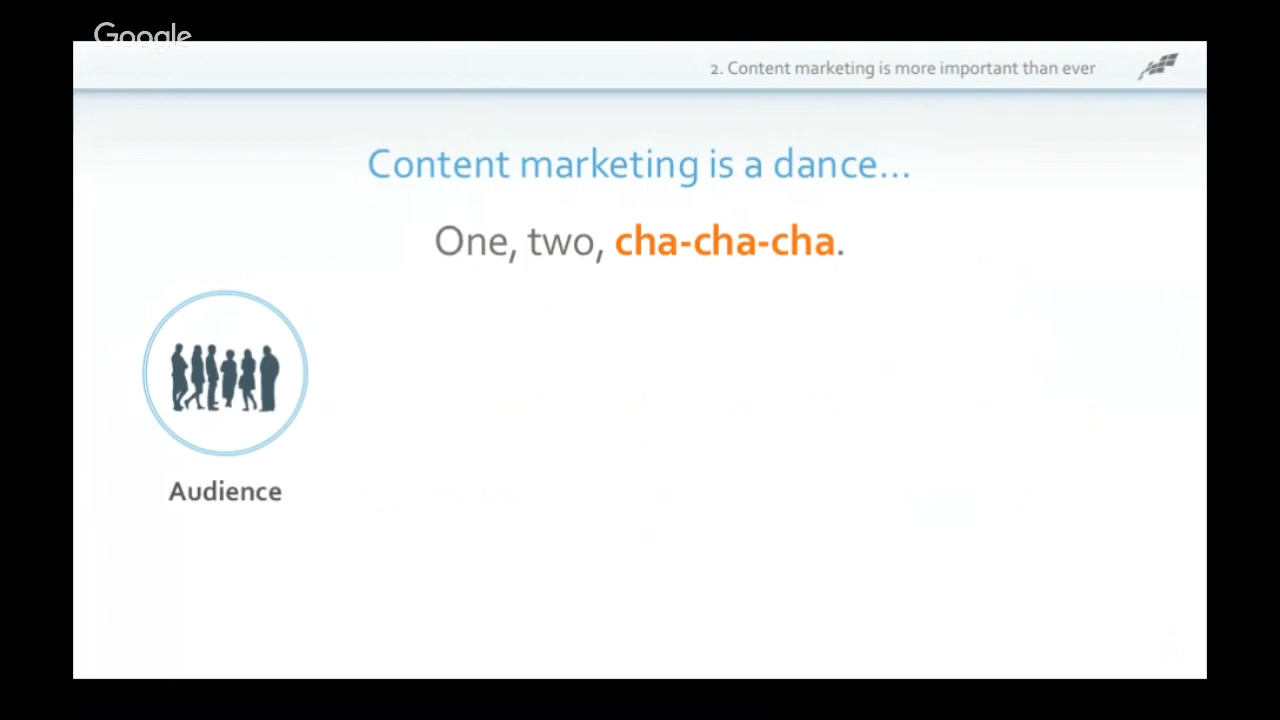 Google
2. Content marketing is more important than ever
Content marketing is a dance...
One, two, cha-cha-cha.
Audience